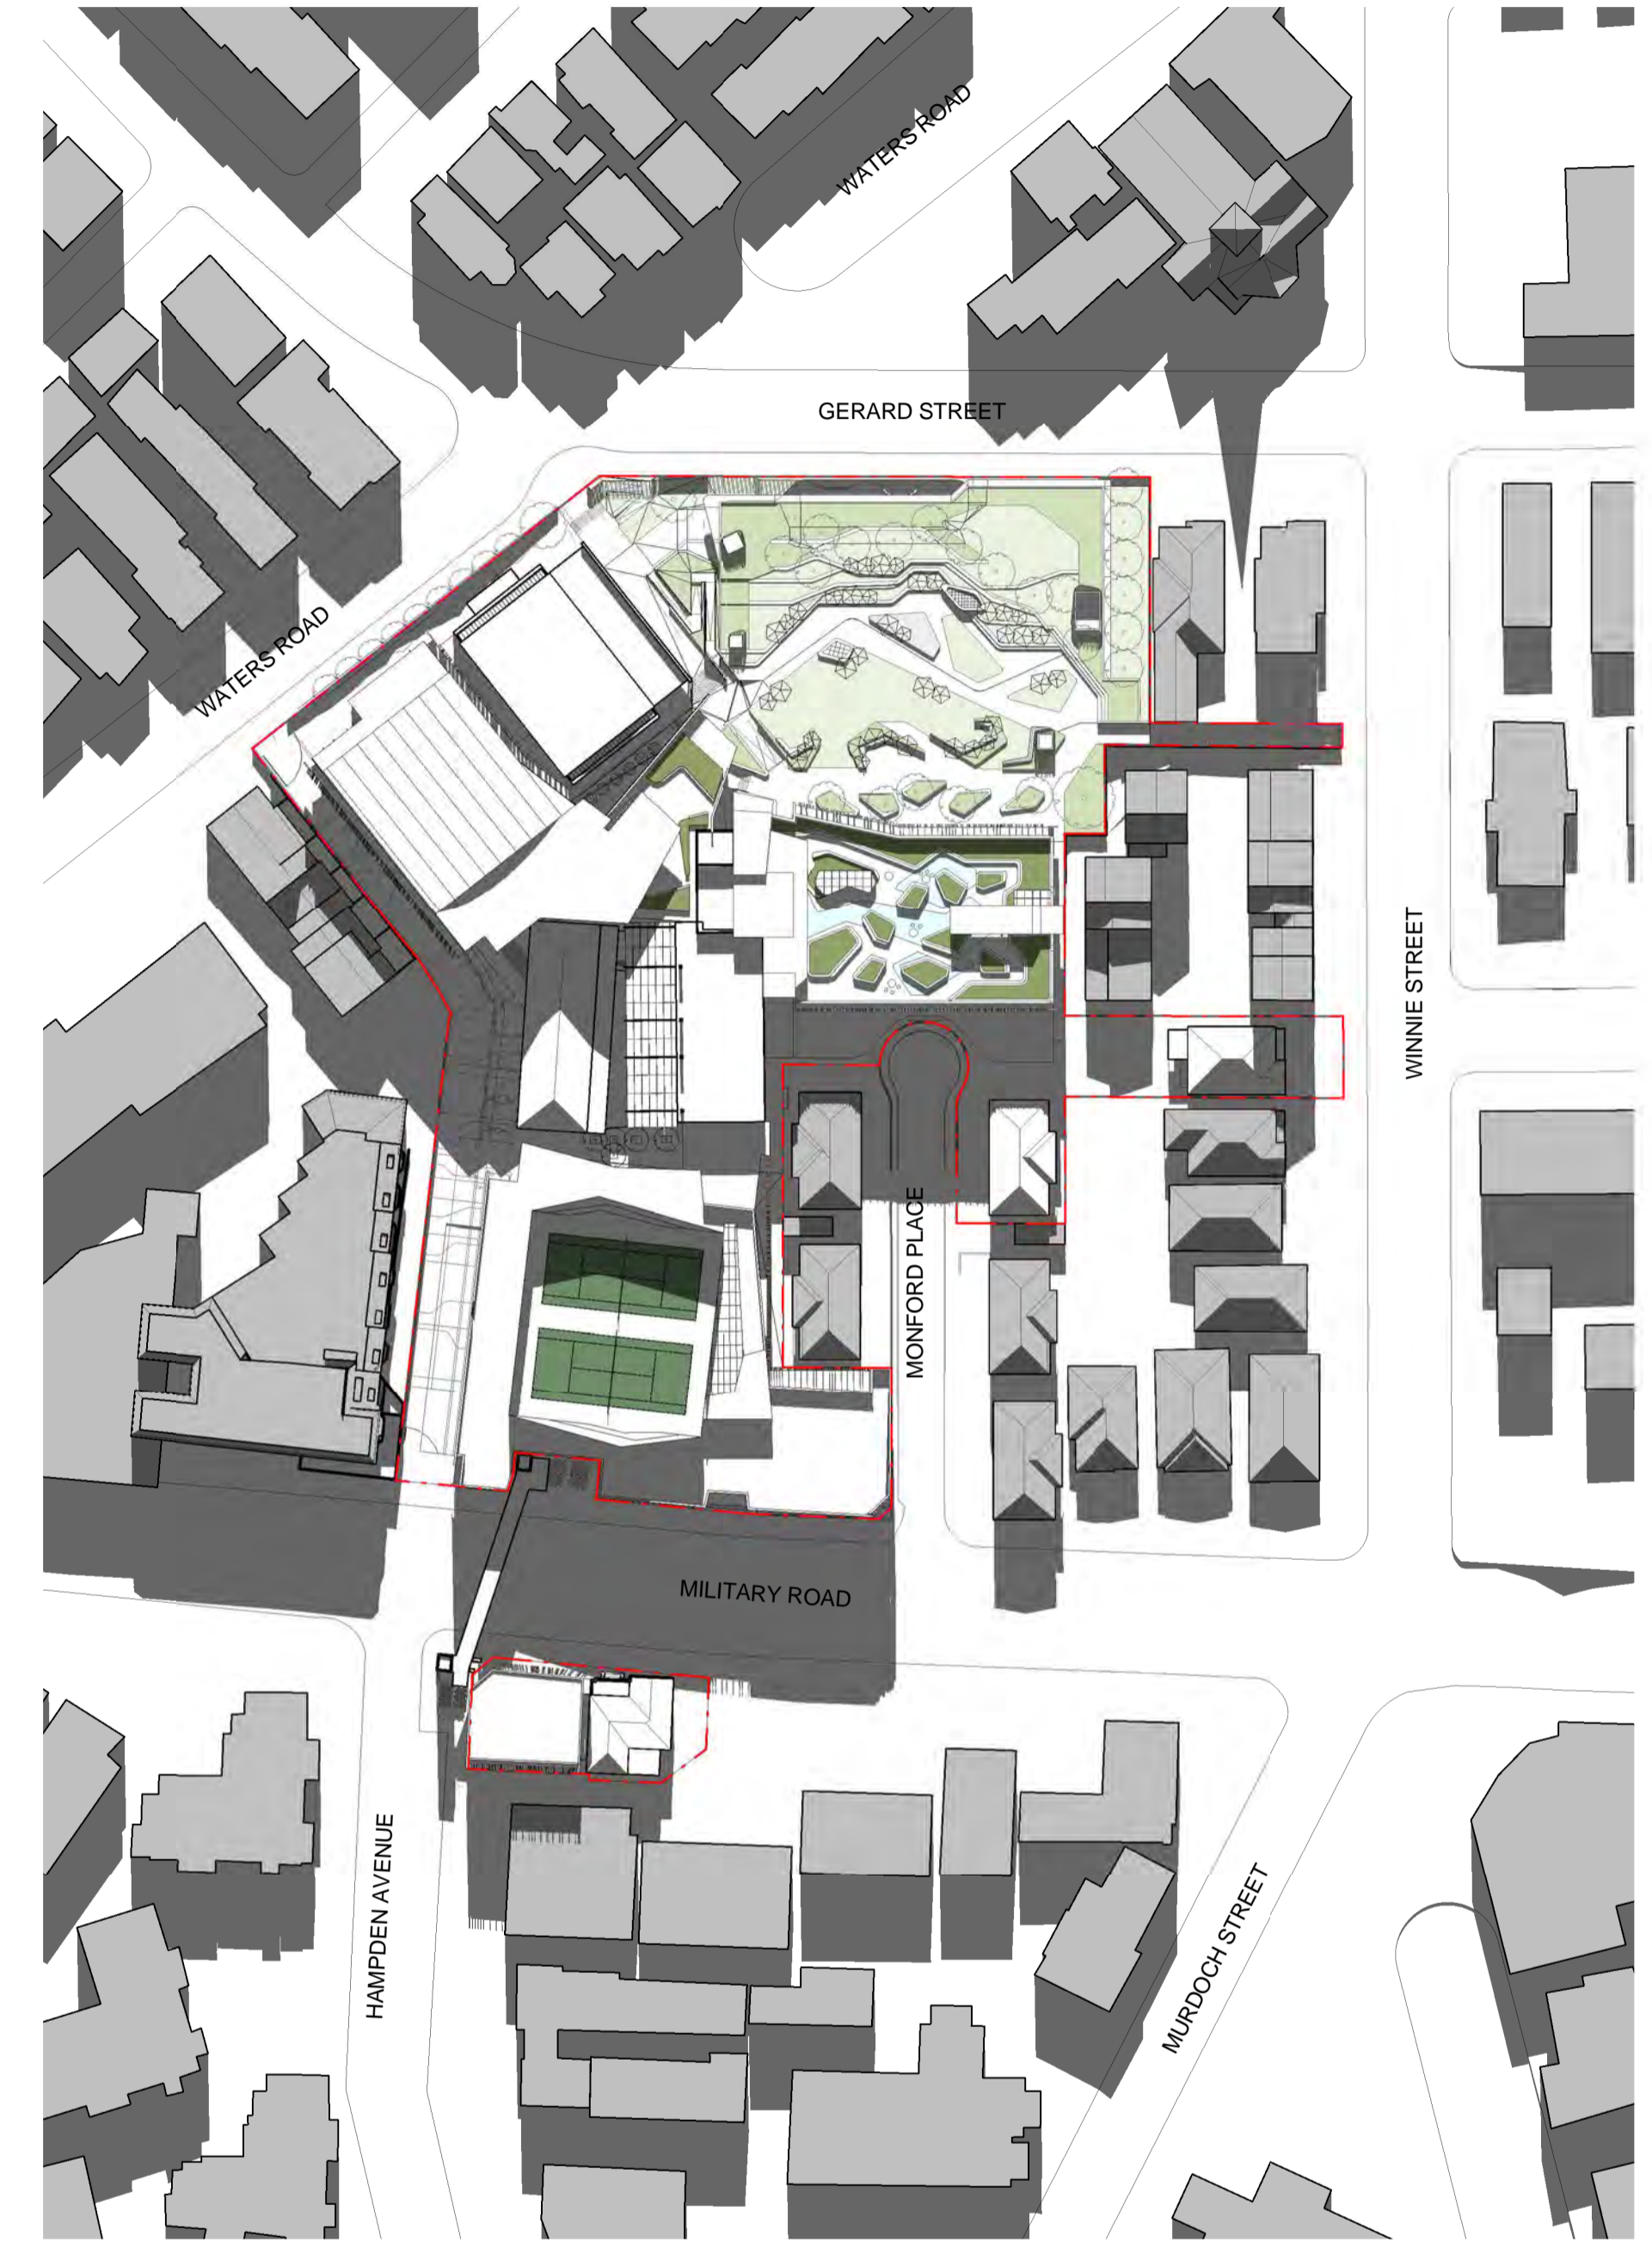 WATERS ROAD
GERARD STREET
WATERS ROAD
WINNIE STREET
MONFORD PLACE
MILITARY ROAD
HAMPDEN AVENUE
MURDOCH STREET